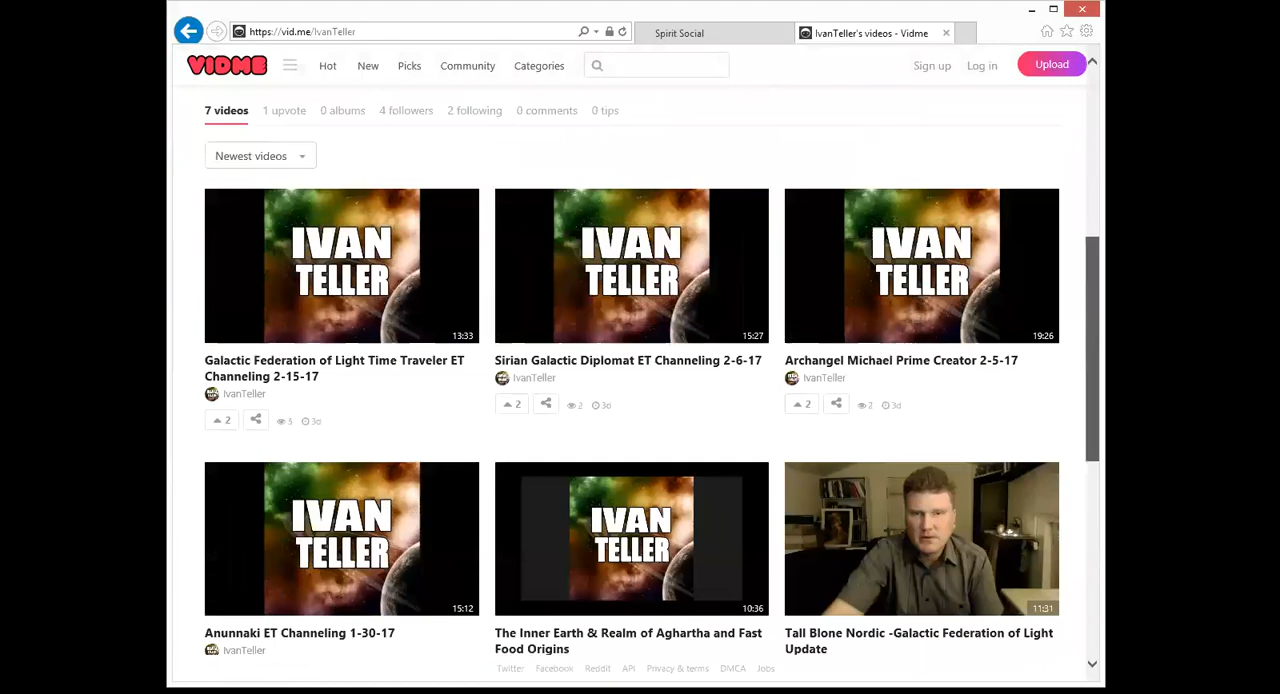 https://vid.me/IvanTeller
Spirit Social
IvanTeller's videos - Vidme
VIDME
Hot
New
Picks
Community
Categories
Sign up
Log in
Upload
7 videos
1 upvote
0 albums
4 followers
2 following
0 comments
0 tips
Newest videos
IVAN
TELLER
13:33
IVAN
TELLER
15:27
IVAN
TELLER
19:26
Galactic Federation of Light Time Traveler ET
Channeling 2-15-17
IvanTeller
2
3
3d
Sirian Galactic Diplomat ET Channeling 2-6-17
IvanTeller
2
2
3d
Archangel Michael Prime Creator 2-5-17
IvanTeller
2
2
3d
IVAN
TELLER
15:12
IVAN
TELLER
10:36
11:31
Anunnaki ET Channeling 1-30-17
IvanTeller
The Inner Earth & Realm of Aghartha and Fast
Food Origins
Tall Blone Nordic -Galactic Federation of Light
Update
Twitter
Facebook
Reddit
API
Privacy & terms
DMCA
Jobs